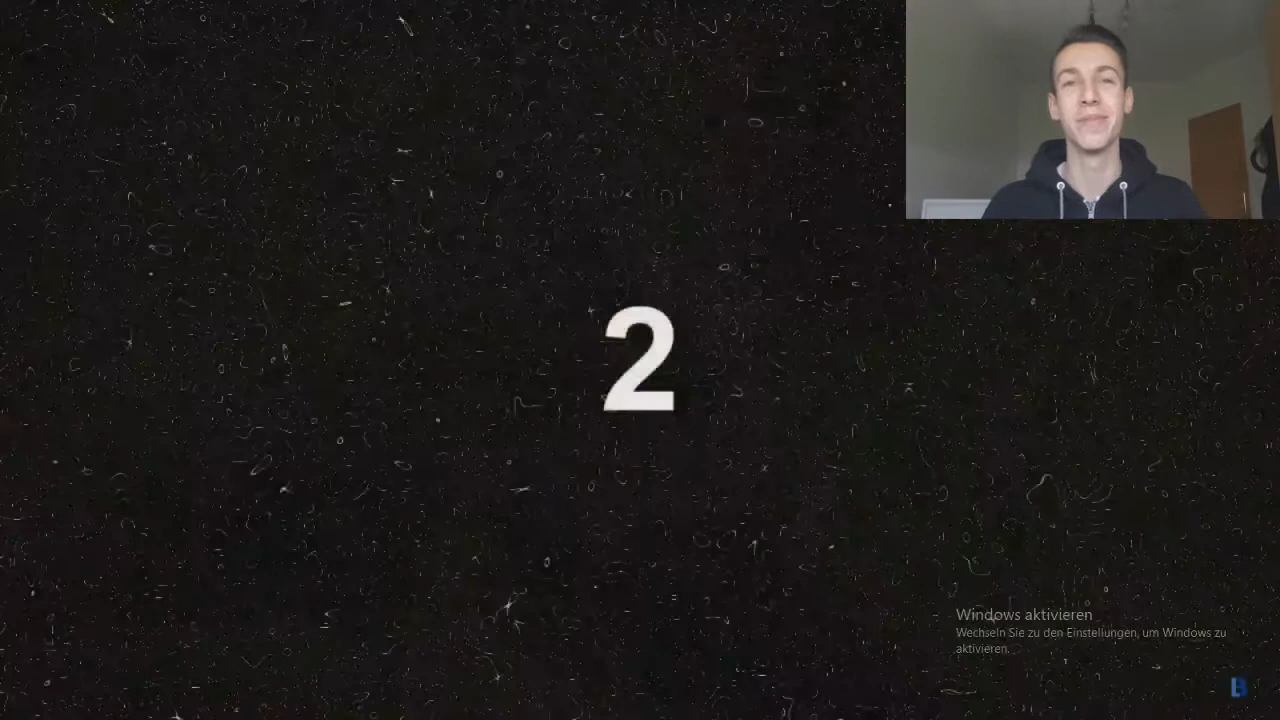 2
Windows aktivieren
Wechseln Sie zu den Einstellungen, um Windows zu
aktivieren.
B